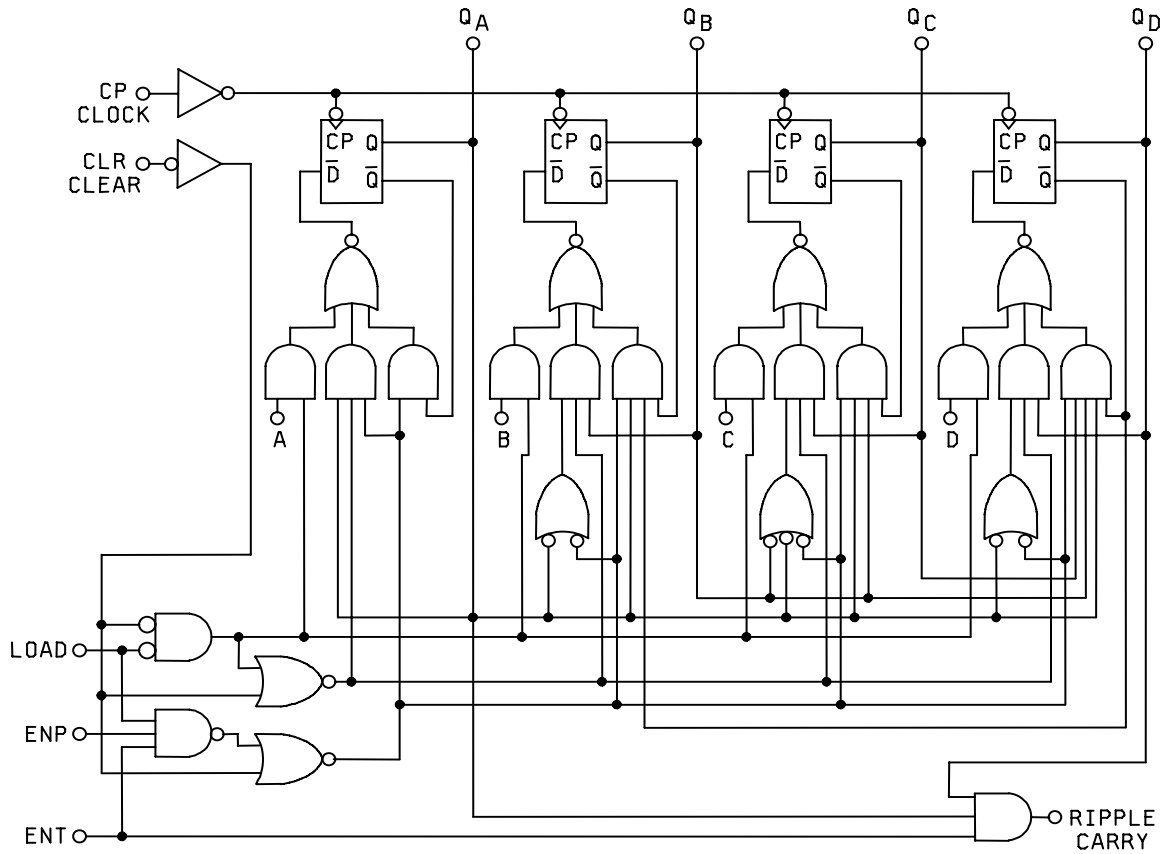 QA
QB
QC
QD
CP
CLOCK
CLR
CLEAR
CP Q
D̅ Q̅
CP Q
D̅ Q̅
CP Q
D̅ Q̅
CP Q
D̅ Q̅
A
B
C
D
LOAD
ENP
ENT
RIPPLE
CARRY